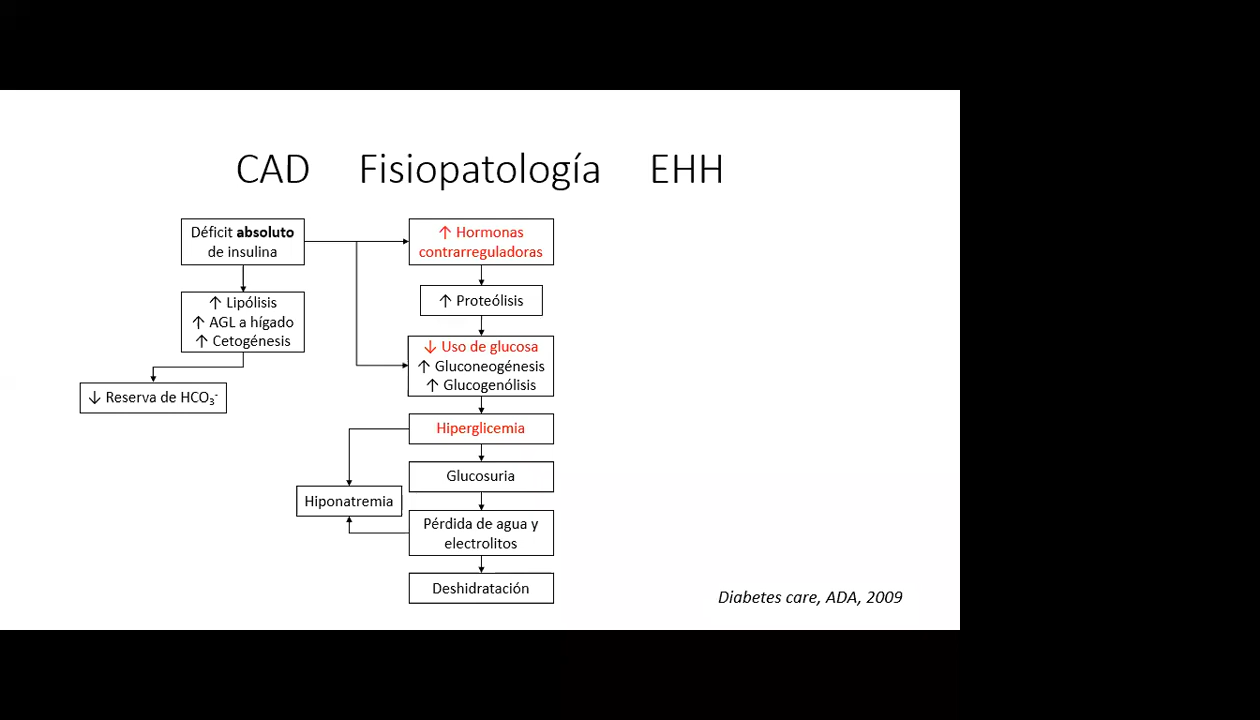 CAD Fisiopatología EHH
Déficit absoluto
de insulina
↑ Hormonas
contrarreguladoras
↑ Lipólisis
↑ AGL a hígado
↑ Cetogénesis
↑ Proteólisis
↓ Uso de glucosa
↑ Gluconeogénesis
↑ Glucogenólisis
↓ Reserva de HCO₃⁻
Hiperglicemia
Glucosuria
Hiponatremia
Pérdida de agua y
electrolitos
Deshidratación
Diabetes care, ADA, 2009